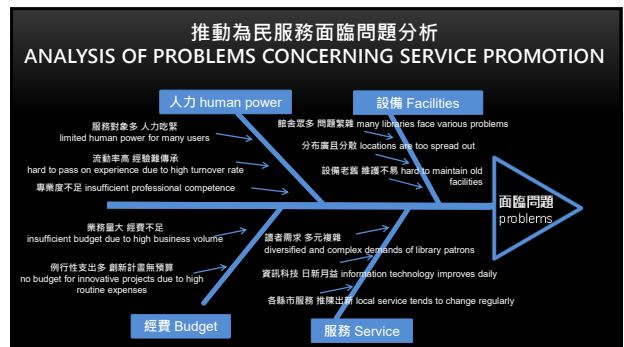 推動為民服務面臨問題分析
ANALYSIS OF PROBLEMS CONCERNING SERVICE PROMOTION
人力 human power
服務對象多 人力吃緊
limited human power for many users
流動率高 經驗難傳承
hard to pass on experience due to high turnover rate
專業度不足 insufficient professional competence
設備 Facilities
館舍眾多 問題繁雜 many libraries face various problems
分布廣且分散 locations are too spread out
設備老舊 維護不易 hard to maintain old
facilities
面臨問題
problems
業務量大 經費不足
insufficient budget due to high business volume
例行性支出多 創新計畫無預算
no budget for innovative projects due to high
routine expenses
經費 Budget
讀者需求 多元複雜
diversified and complex demands of library patrons
資訊科技 日新月益 information technology improves daily
各縣市服務 推陳出新 local service tends to change regularly
服務 Service